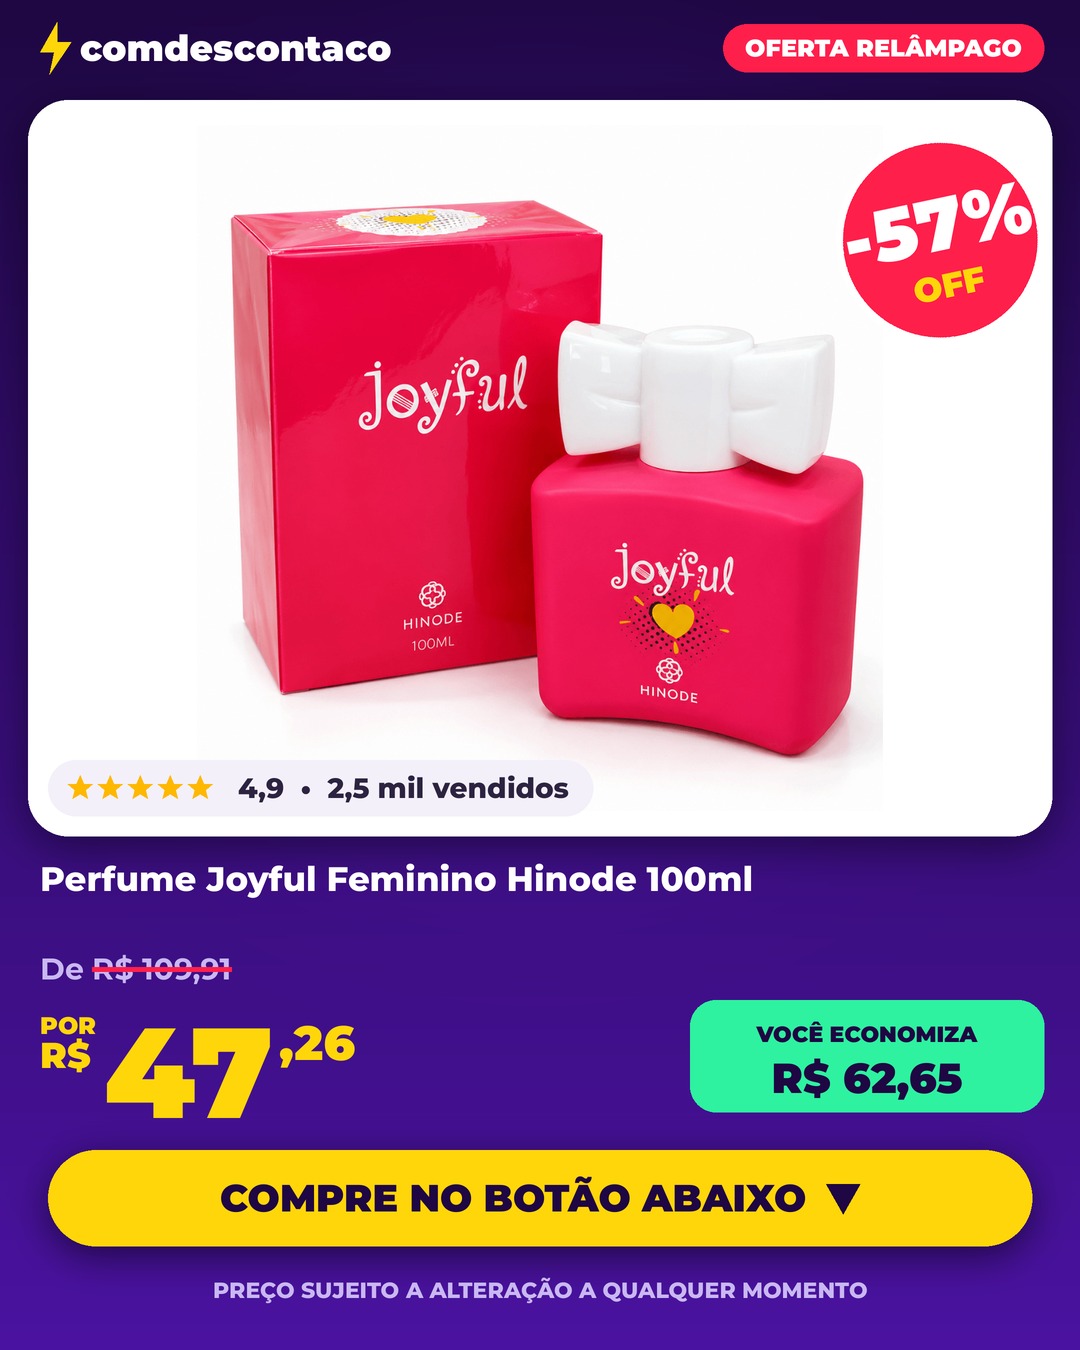 comdescontaco
OFERTA RELÂMPAGO
-57%
OFF
joyful
HINODE
100ML
joyful
HINODE
4,9 • 2,5 mil vendidos
Perfume Joyful Feminino Hinode 100ml
De R$ 109,91
POR
R$ 47,26
VOCÊ ECONOMIZA
R$ 62,65
COMPRE NO BOTÃO ABAIXO ▼
PREÇO SUJEITO A ALTERAÇÃO A QUALQUER MOMENTO